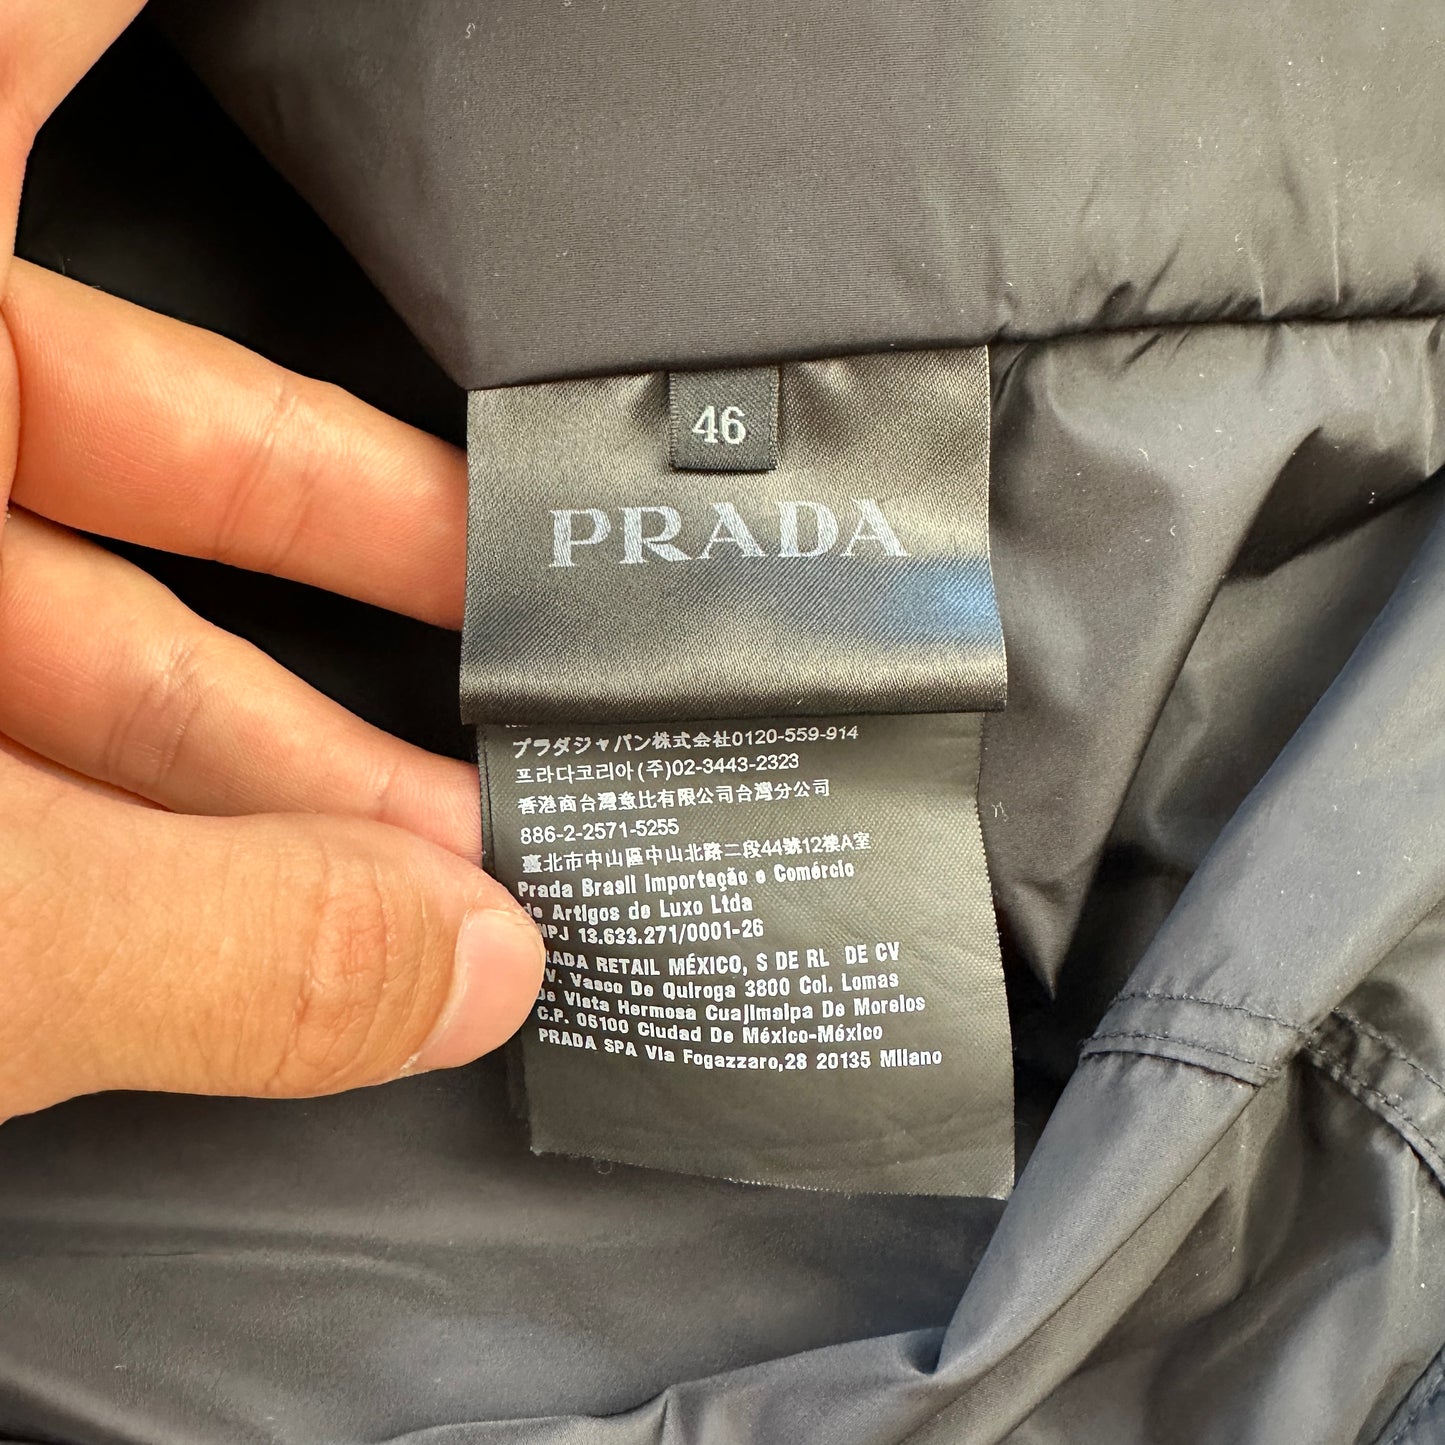 46
PRADA
プラダジャパン株式会社0120-559-914
프라다코리아(주)02-3443-2323
香港商台灣意比有限公司台灣分公司
886-2-2571-5255
臺北市中山區中山北路二段44號12樓A室
Prada Brasil Importação e Comércio
de Artigos de Luxo Ltda
NPJ 13.633.271/0001-26
RADA RETAIL MÉXICO, S DE RL DE CV
V. Vasco De Quiroga 3800 Col. Lomas
De Vista Hermosa Cuajimalpa De Morelos
C.P. 05100 Ciudad De México-México
PRADA SPA Via Fogazzaro,28 20135 Milano